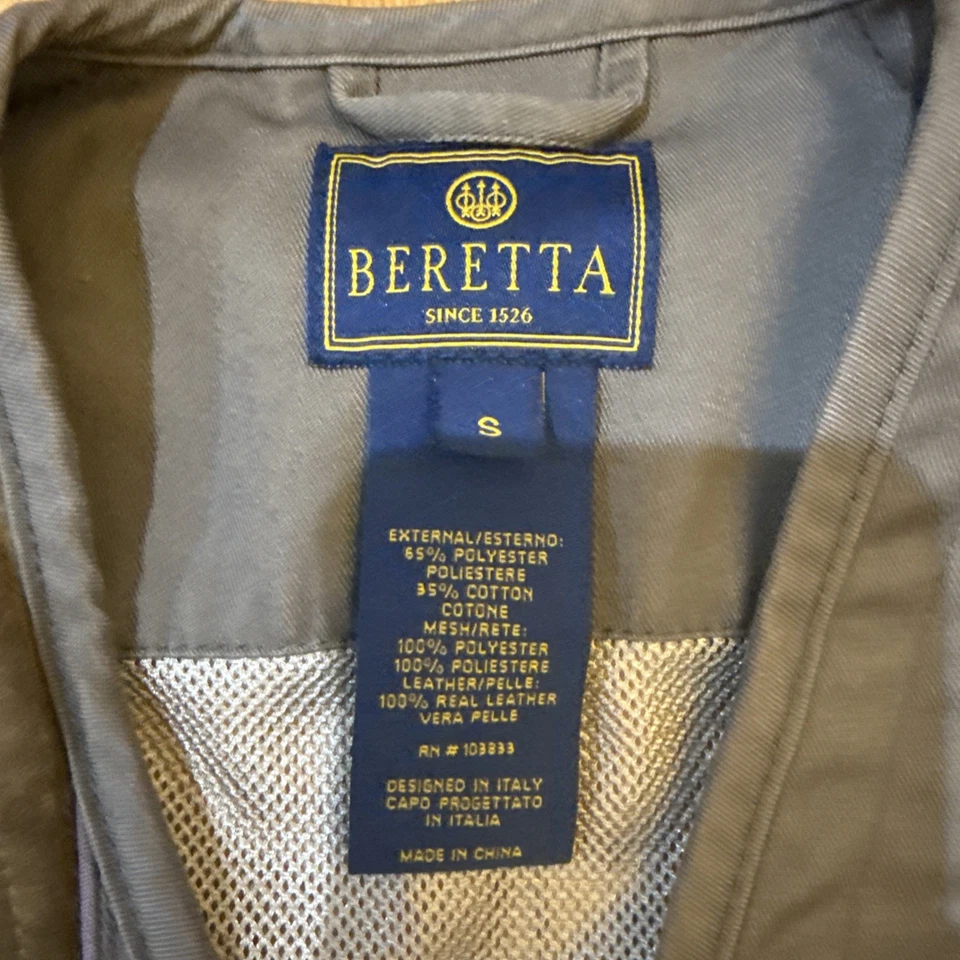 BERETTA
SINCE 1526
S
EXTERNAL/ESTERNO:
65% POLYESTER
POLIESTERE
35% COTTON
COTONE
MESH/RETE:
100% POLYESTER
100% POLIESTERE
LEATHER/PELLE:
100% REAL LEATHER
VERA PELLE
RN # 103833
DESIGNED IN ITALY
CAPO PROGETTATO
IN ITALIA
MADE IN CHINA